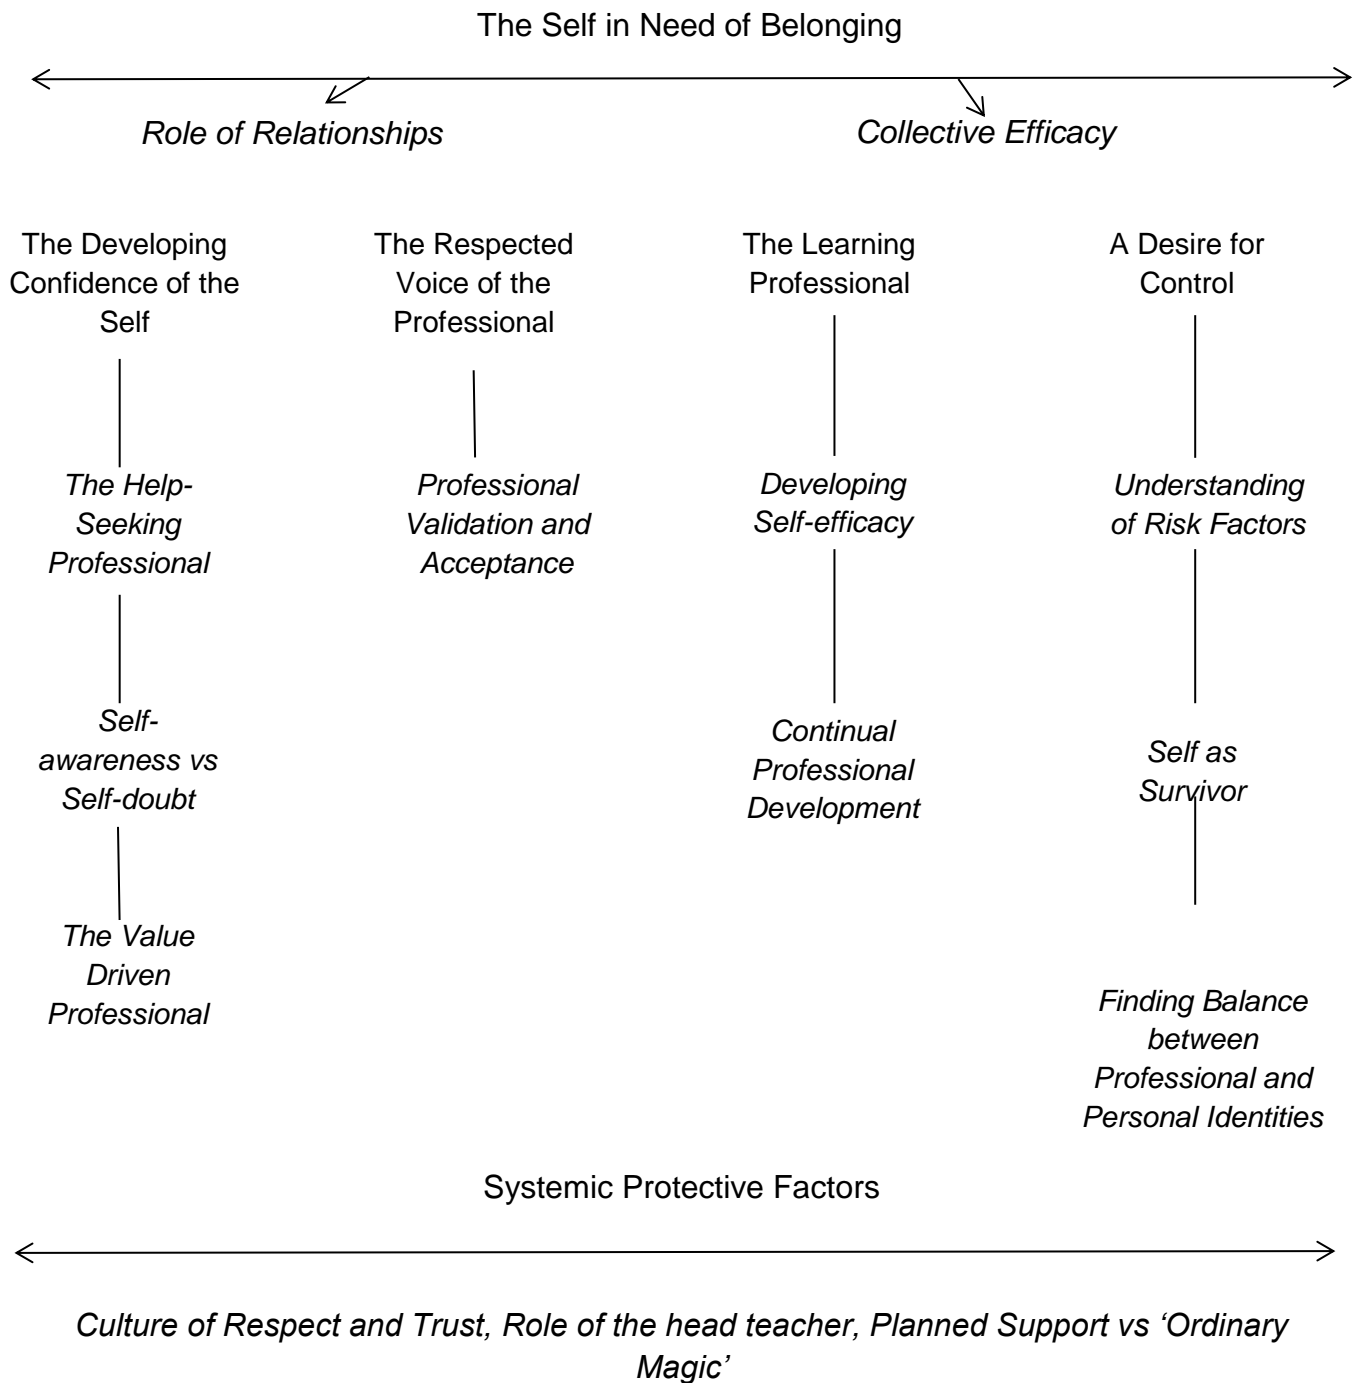 The Self in Need of Belonging
Role of Relationships
Collective Efficacy
The Developing
Confidence of the
Self
The Respected
Voice of the
Professional
The Learning
Professional
A Desire for
Control
The Help-
Seeking
Professional
Professional
Validation and
Acceptance
Developing
Self-efficacy
Understanding
of Risk Factors
Self-
awareness vs
Self-doubt
Continual
Professional
Development
Self as
Survivor
The Value
Driven
Professional
Finding Balance
between
Professional and
Personal Identities
Systemic Protective Factors
Culture of Respect and Trust, Role of the head teacher, Planned Support vs ‘Ordinary
Magic’